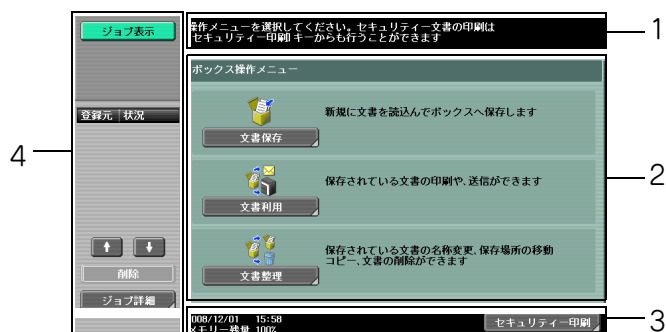 ジョブ表示
操作メニューを選択してください。セキュリティー文書の印刷は
セキュリティー印刷 キーからも行うことができます
1
ボックス操作メニュー
新規に文書を読込んでボックスへ保存します
文書保存
登録元 状況
4
保存されている文書の印刷や、送信ができます
文書利用
2
保存されている文書の名称変更、保存場所の移動
コピー、文書の削除ができます
文書整理
↑ ↓
削除
ジョブ詳細
008/12/01 15:58
メモリー残量 100%
セキュリティー印刷
3